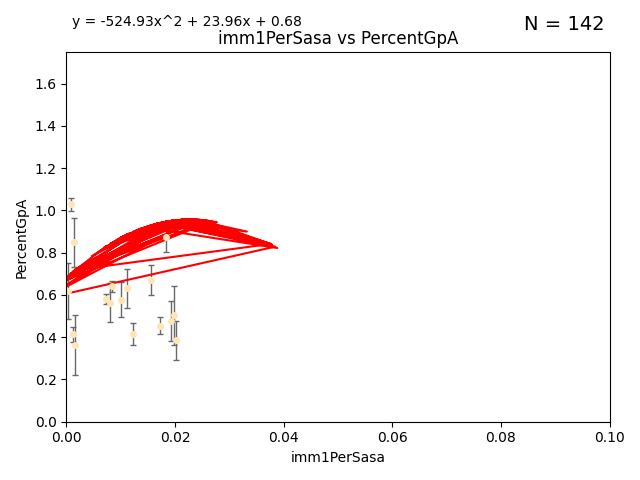 y = -524.93x^2 + 23.96x + 0.68
N = 142
imm1PerSasa vs PercentGpA
1.6
1.4
1.2
1.0
0.8
0.6
0.4
0.2
0.0
PercentGpA
0.00 0.02 0.04 0.06 0.08 0.10
imm1PerSasa